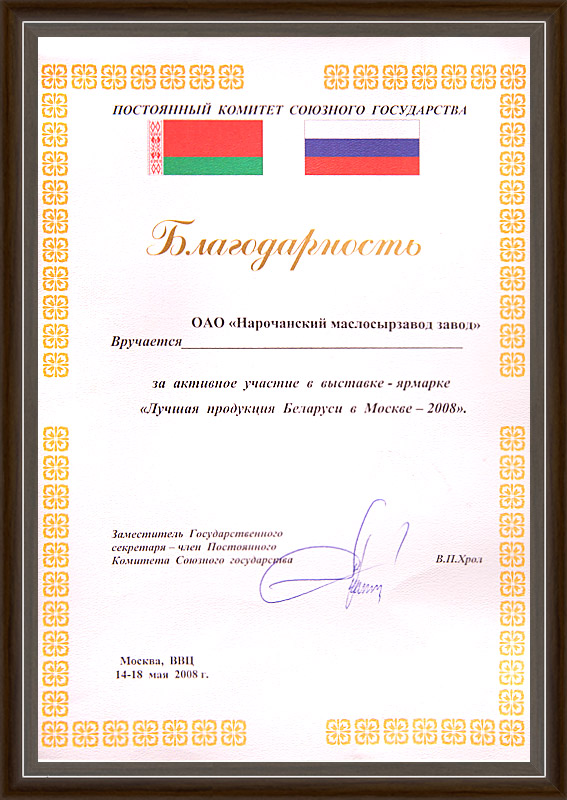 ПОСТОЯННЫЙ КОМИТЕТ СОЮЗНОГО ГОСУДАРСТВА
Благодарность
ОАО «Нарочанский маслосырзавод завод»
Вручается
за активное участие в выставке - ярмарке
«Лучшая продукция Беларуси в Москве – 2008».
Заместитель Государственного
секретаря – член Постоянного
Комитета Союзного государства
В.П.Хрол
Москва, ВВЦ
14-18 мая 2008 г.